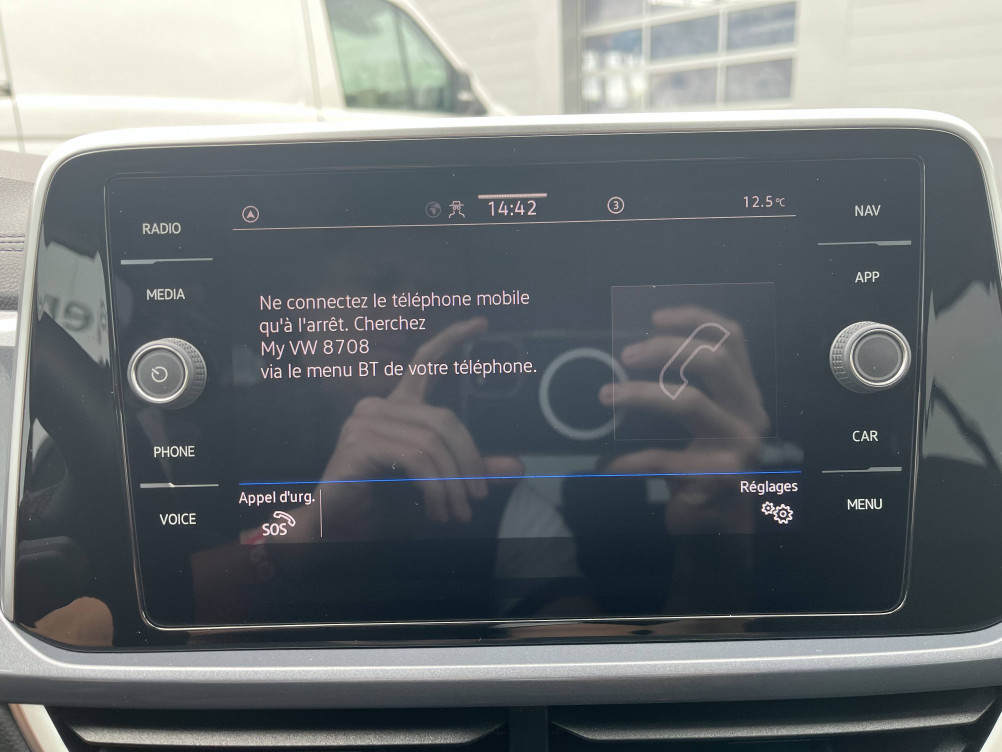 RADIO
14:42
3
12.5°C
NAV
MEDIA
APP
Ne connectez le téléphone mobile
qu'à l'arrêt. Cherchez
My VW 8708
via le menu BT de votre téléphone.
PHONE
CAR
Appel d'urg.
SOS
Réglages
VOICE
MENU